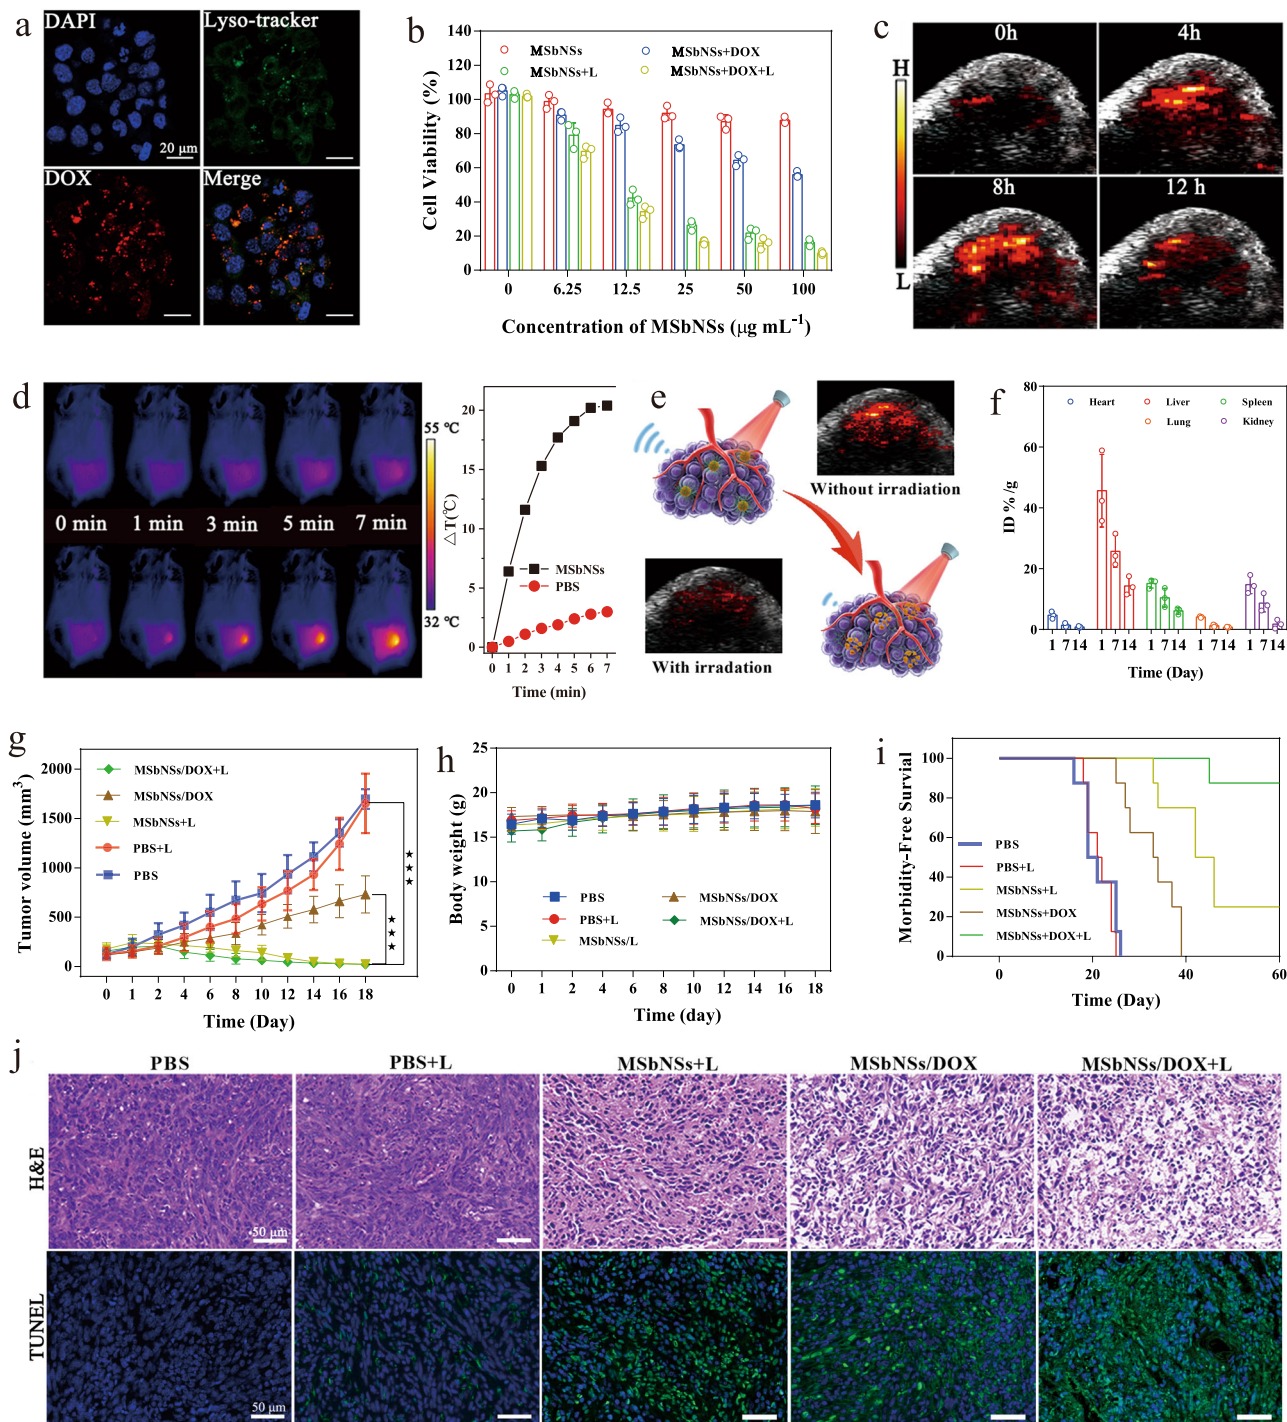 a
DAPI
Lyso-tracker
20 μm
DOX
Merge
b
140
120
100
80
60
40
20
0
Cell Viability (%)
MSbNSs
MSbNSs+DOX
MSbNSs+L
MSbNSs+DOX+L
0 6.25 12.5 25 50 100
Concentration of MSbNSs (μg mL⁻¹)
c
0h
4h
H
L
8h
12 h
d
0 min 1 min 3 min 5 min 7 min
55 ℃
32 ℃
20
15
10
5
0
△T(℃)
MSbNSs
PBS
0 1 2 3 4 5 6 7
Time (min)
e
Without irradiation
With irradation
f
80
60
40
20
0
ID % /g
Heart Liver Spleen
Lung Kidney
1 7 14 1 7 14 1 7 14 1 7 14 1 7 14
Time (Day)
g
2000
1500
1000
500
0
Tumor volume (mm³)
MSbNSs/DOX+L
MSbNSs/DOX
MSbNSs+L
PBS+L
PBS
★★★
★★★
0 1 2 4 6 8 10 12 14 16 18
Time (Day)
h
25
20
15
10
5
0
Body weight (g)
PBS
MSbNSs/DOX
PBS+L
MSbNSs/DOX+L
MSbNSs/L
0 1 2 4 6 8 10 12 14 16 18
Time (day)
i
100
80
60
40
20
0
Morbidity-Free Survial
PBS
PBS+L
MSbNSs+L
MSbNSs+DOX
MSbNSs+DOX+L
0 20 40 60
Time (Day)
j
PBS PBS+L MSbNSs+L MSbNSs/DOX MSbNSs/DOX+L
H&E
50 μm
TUNEL
50 μm